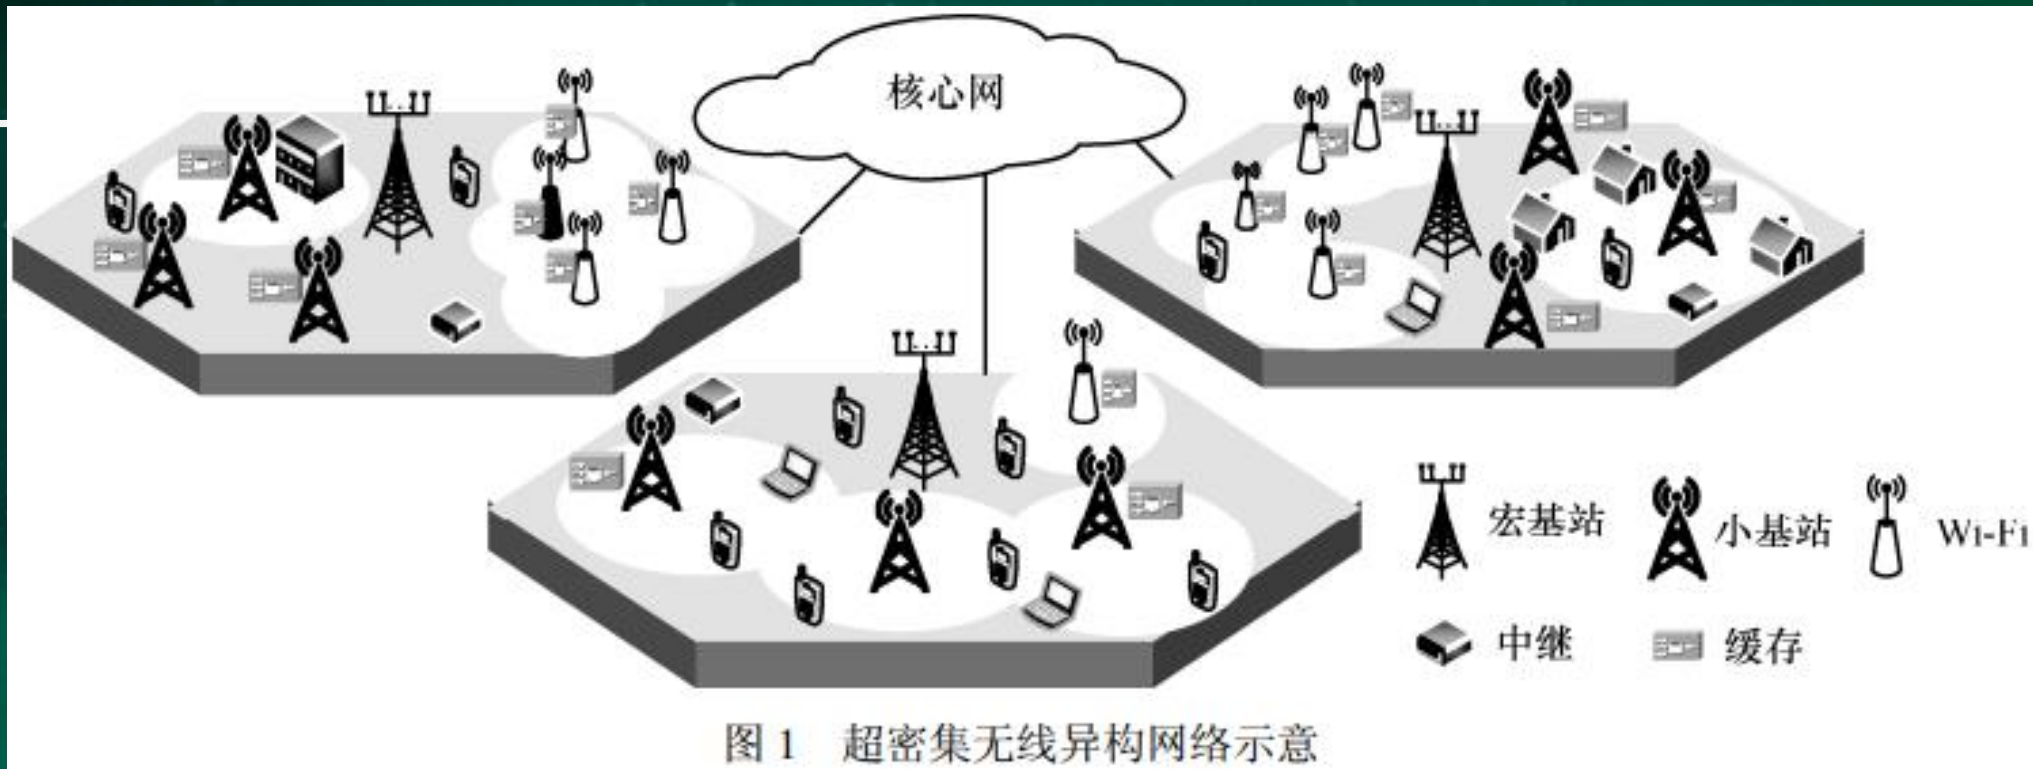 核心网
宏基站
小基站
Wi-Fi
中继
缓存
图 1 超密集无线异构网络示意